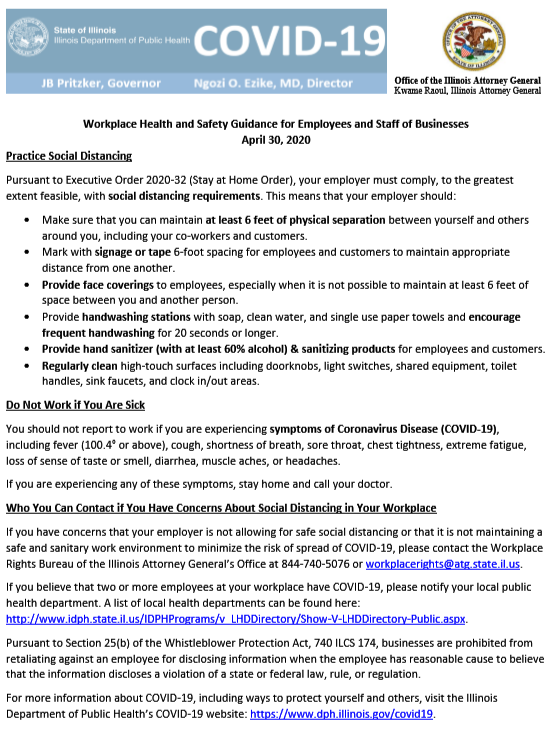 State of Illinois
Illinois Department of Public Health
COVID-19
JB Pritzker, Governor Ngozi O. Ezike, MD, Director
Office of the Illinois Attorney General
Kwame Raoul, Illinois Attorney General
Workplace Health and Safety Guidance for Employees and Staff of Businesses
April 30, 2020
Practice Social Distancing
Pursuant to Executive Order 2020-32 (Stay at Home Order), your employer must comply, to the greatest
extent feasible, with social distancing requirements. This means that your employer should:
• Make sure that you can maintain at least 6 feet of physical separation between yourself and others
around you, including your co-workers and customers.
• Mark with signage or tape 6-foot spacing for employees and customers to maintain appropriate
distance from one another.
• Provide face coverings to employees, especially when it is not possible to maintain at least 6 feet of
space between you and another person.
• Provide handwashing stations with soap, clean water, and single use paper towels and encourage
frequent handwashing for 20 seconds or longer.
• Provide hand sanitizer (with at least 60% alcohol) & sanitizing products for employees and customers.
• Regularly clean high-touch surfaces including doorknobs, light switches, shared equipment, toilet
handles, sink faucets, and clock in/out areas.
Do Not Work if You Are Sick
You should not report to work if you are experiencing symptoms of Coronavirus Disease (COVID-19),
including fever (100.4° or above), cough, shortness of breath, sore throat, chest tightness, extreme fatigue,
loss of sense of taste or smell, diarrhea, muscle aches, or headaches.
If you are experiencing any of these symptoms, stay home and call your doctor.
Who You Can Contact if You Have Concerns About Social Distancing in Your Workplace
If you have concerns that your employer is not allowing for safe social distancing or that it is not maintaining a
safe and sanitary work environment to minimize the risk of spread of COVID-19, please contact the Workplace
Rights Bureau of the Illinois Attorney General's Office at 844-740-5076 or workplacerights@atg.state.il.us.
If you believe that two or more employees at your workplace have COVID-19, please notify your local public
health department. A list of local health departments can be found here:
http://www.idph.state.il.us/IDPHPrograms/v_LHDDirectory/Show-V-LHDDirectory-Public.aspx.
Pursuant to Section 25(b) of the Whistleblower Protection Act, 740 ILCS 174, businesses are prohibited from
retaliating against an employee for disclosing information when the employee has reasonable cause to believe
that the information discloses a violation of a state or federal law, rule, or regulation.
For more information about COVID-19, including ways to protect yourself and others, visit the Illinois
Department of Public Health's COVID-19 website: https://www.dph.illinois.gov/covid19.